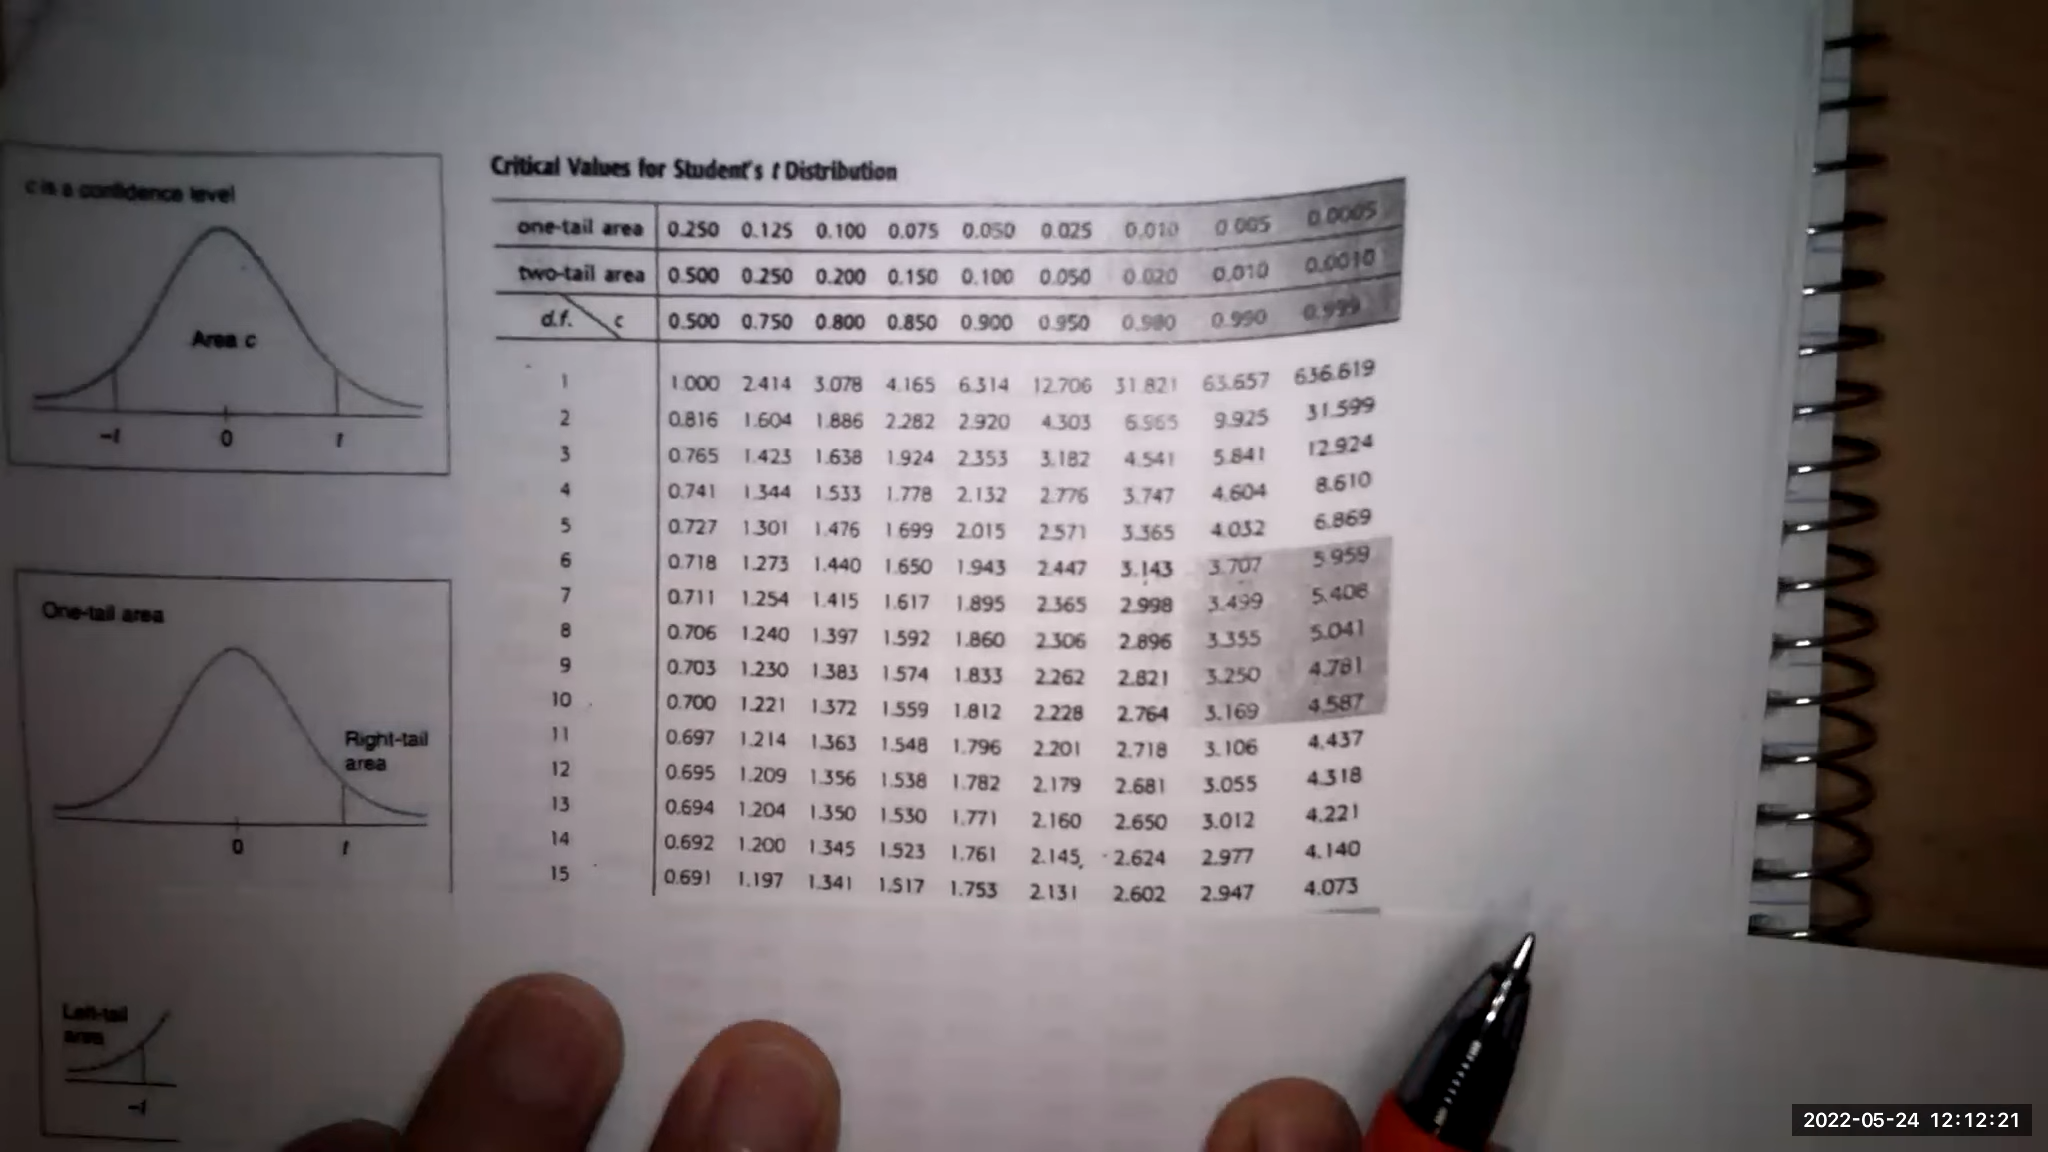 c is a confidence level
Area c
-t 0 t
One-tail area
Right-tail
area
0 t
Left-tail
area
-t
Critical Values for Student's t Distribution
one-tail area 0.250 0.125 0.100 0.075 0.050 0.025 0.010 0.005 0.0005
two-tail area 0.500 0.250 0.200 0.150 0.100 0.050 0.020 0.010 0.0010
d.f. c 0.500 0.750 0.800 0.850 0.900 0.950 0.980 0.990 0.999
1 1.000 2.414 3.078 4.165 6.314 12.706 31.821 63.657 636.619
2 0.816 1.604 1.886 2.282 2.920 4.303 6.965 9.925 31.599
3 0.765 1.423 1.638 1.924 2.353 3.182 4.541 5.841 12.924
4 0.741 1.344 1.533 1.778 2.132 2.776 3.747 4.604 8.610
5 0.727 1.301 1.476 1.699 2.015 2.571 3.365 4.032 6.869
6 0.718 1.273 1.440 1.650 1.943 2.447 3.143 3.707 5.959
7 0.711 1.254 1.415 1.617 1.895 2.365 2.998 3.499 5.408
8 0.706 1.240 1.397 1.592 1.860 2.306 2.896 3.355 5.041
9 0.703 1.230 1.383 1.574 1.833 2.262 2.821 3.250 4.781
10 0.700 1.221 1.372 1.559 1.812 2.228 2.764 3.169 4.587
11 0.697 1.214 1.363 1.548 1.796 2.201 2.718 3.106 4.437
12 0.695 1.209 1.356 1.538 1.782 2.179 2.681 3.055 4.318
13 0.694 1.204 1.350 1.530 1.771 2.160 2.650 3.012 4.221
14 0.692 1.200 1.345 1.523 1.761 2.145 2.624 2.977 4.140
15 0.691 1.197 1.341 1.517 1.753 2.131 2.602 2.947 4.073
2022-05-24 12:12:21